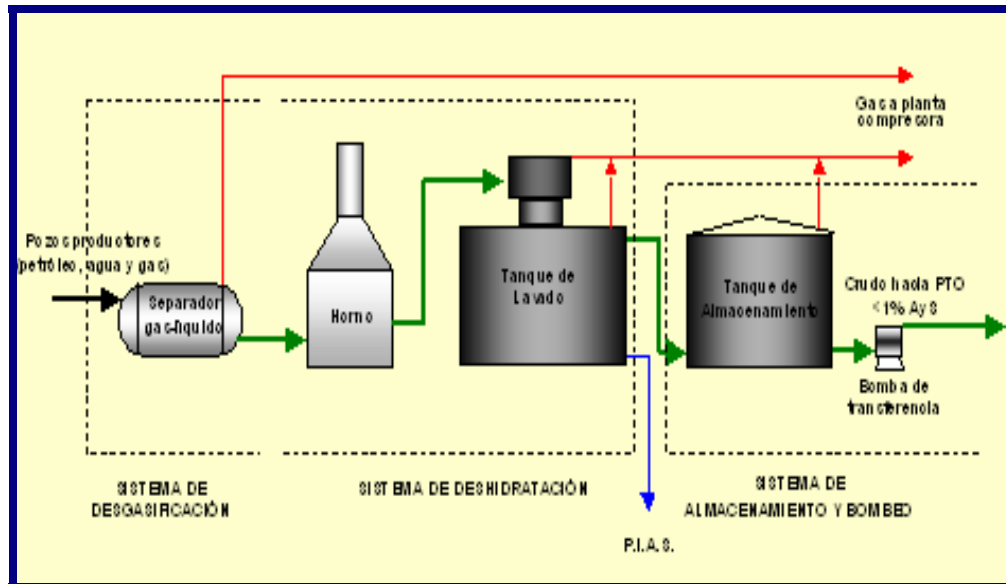 Gas a planta
compresora
Pozos productores
(petróleo, agua y gas)
Separador
gas-líquido
Horno
Tanque de
Lavado
Tanque de
Almacenamiento
Crudo hacia PTO
<1% AyS
Bomba de
transferencia
SISTEMA DE
DESGASIFICACIÓN
SISTEMA DE DESHIDRATACIÓN
SISTEMA DE
ALMACENAMIENTO Y BOMBEO
P.I.A.S.